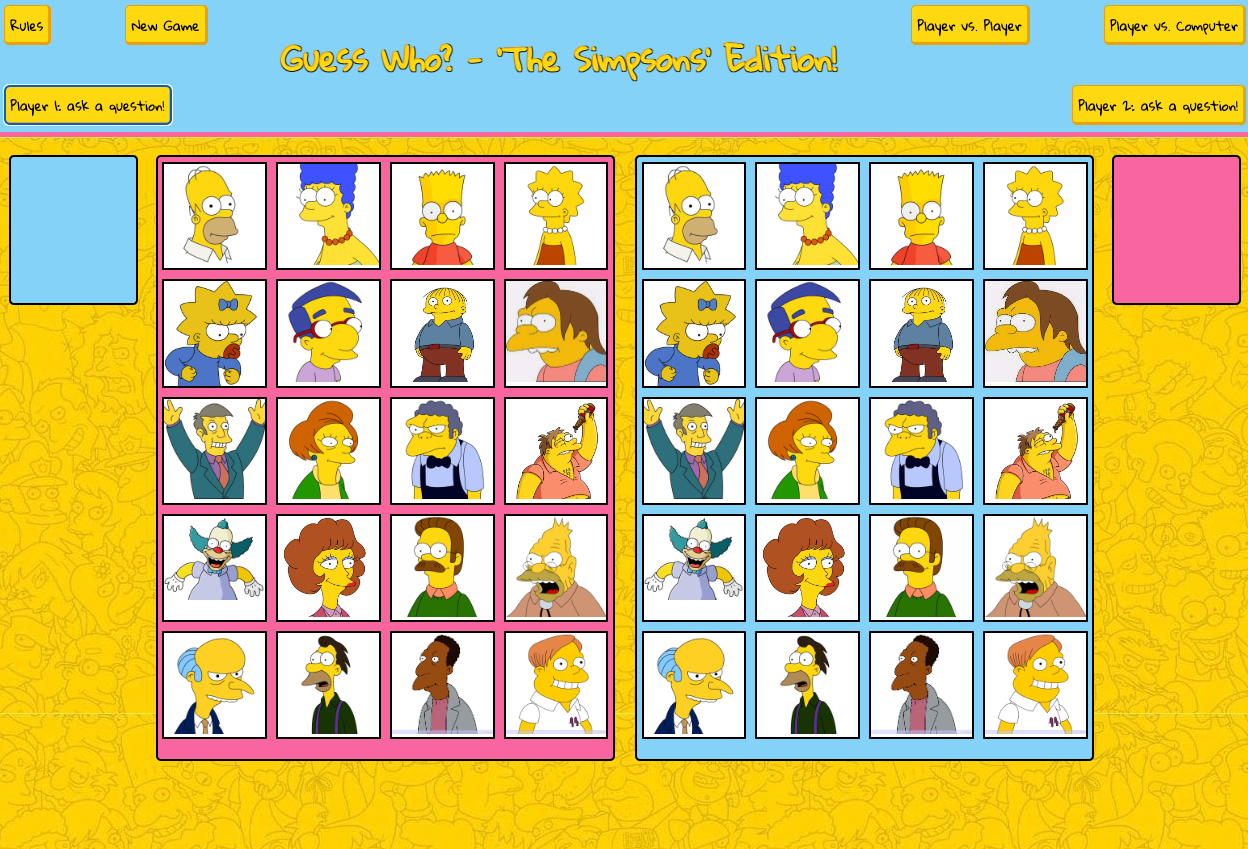 Rules
New Game
Player vs. Player
Player vs. Computer
Guess Who? - 'The Simpsons' Edition!
Player 1: ask a question!
Player 2: ask a question!